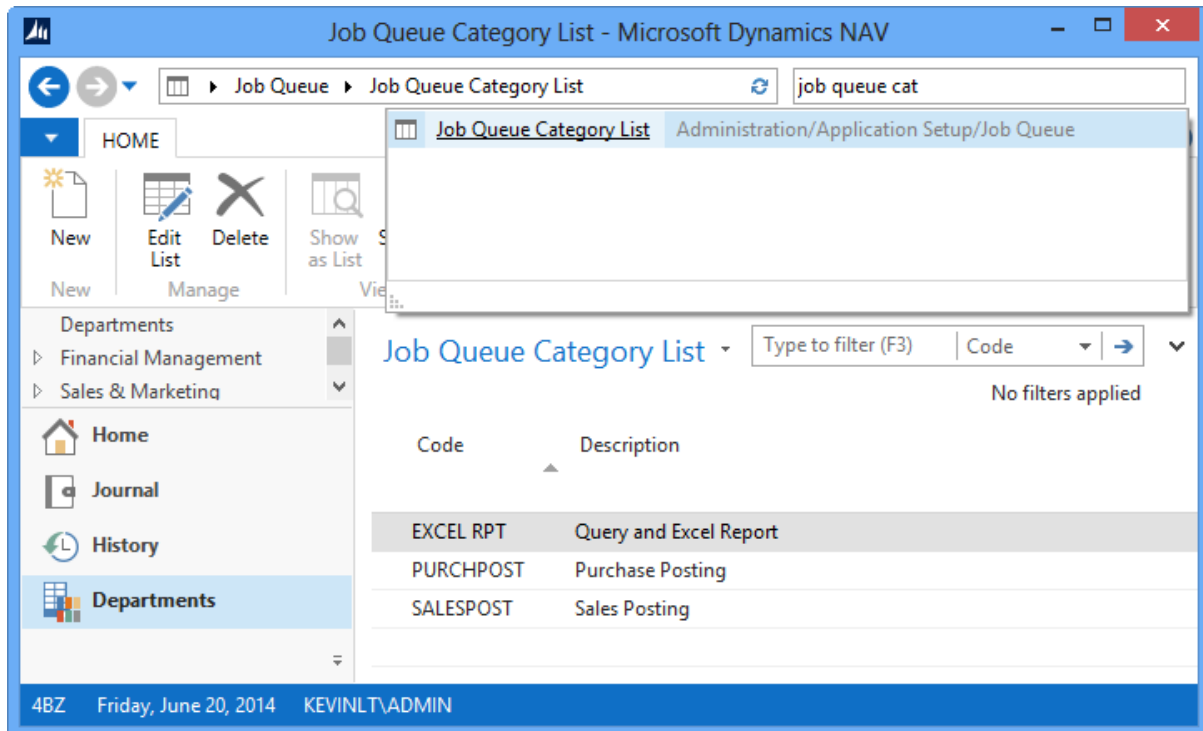 Job Queue Category List - Microsoft Dynamics NAV
Job Queue Job Queue Category List
job queue cat
HOME
Job Queue Category List Administration/Application Setup/Job Queue
New
Edit List
Delete
Show as List
S
New
Manage
Vie
Departments
Financial Management
Sales & Marketing
Home
Journal
History
Departments
Job Queue Category List
Type to filter (F3)
Code
No filters applied
Code Description
EXCEL RPT Query and Excel Report
PURCHPOST Purchase Posting
SALESPOST Sales Posting
4BZ Friday, June 20, 2014 KEVINLT\ADMIN